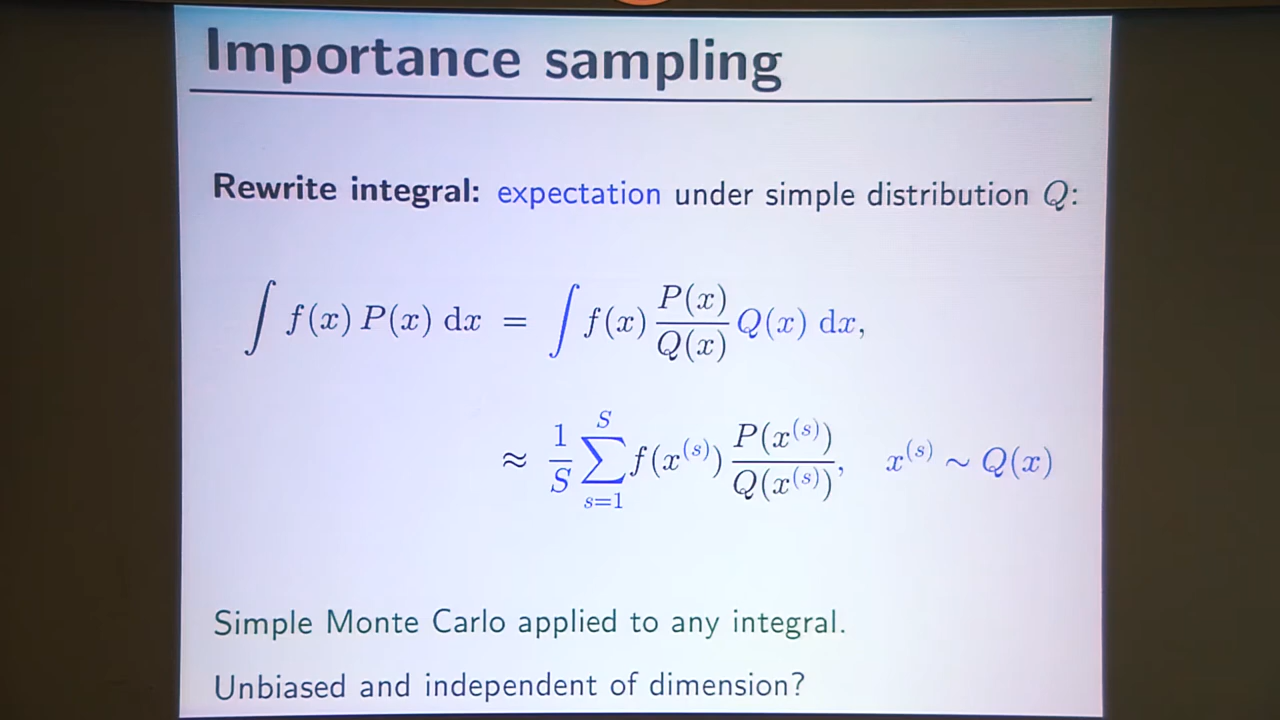 Importance sampling
Rewrite integral: expectation under simple distribution Q:
∫ f(x) P(x) dx = ∫ f(x) P(x)/Q(x) Q(x) dx,
≈ 1/S ∑_{s=1}^{S} f(x^{(s)}) P(x^{(s)})/Q(x^{(s)}), x^{(s)} ∼ Q(x)
Simple Monte Carlo applied to any integral.
Unbiased and independent of dimension?